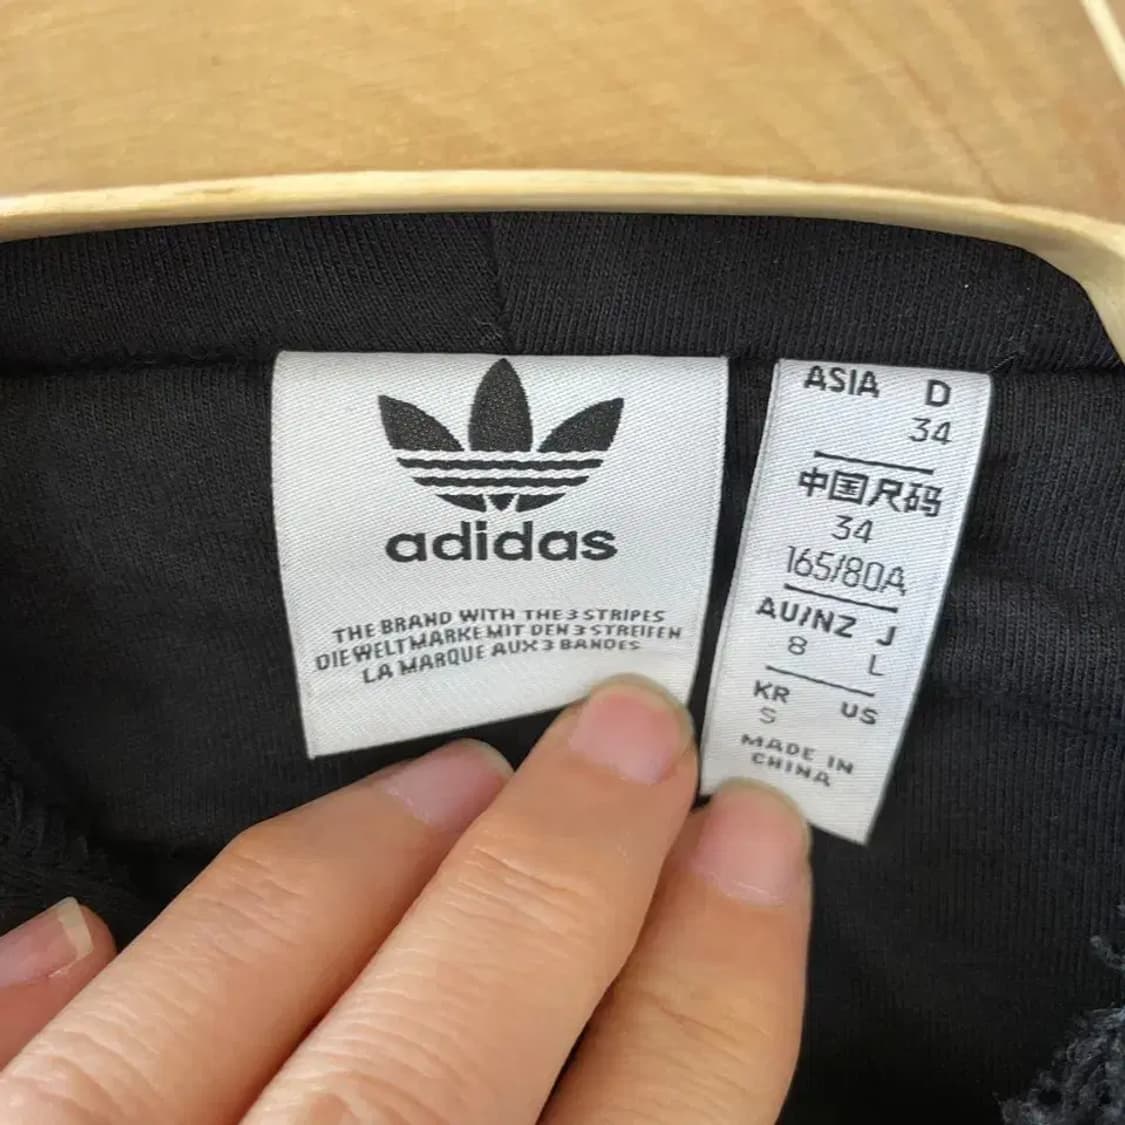 adidas
THE BRAND WITH THE 3 STRIPES
DIE WELTMARKE MIT DEN 3 STREIFEN
LA MARQUE AUX 3 BANDES
ASIA D
34
中国尺码
34
165/80A
AU/NZ J
8 L
KR US
S
MADE IN
CHINA